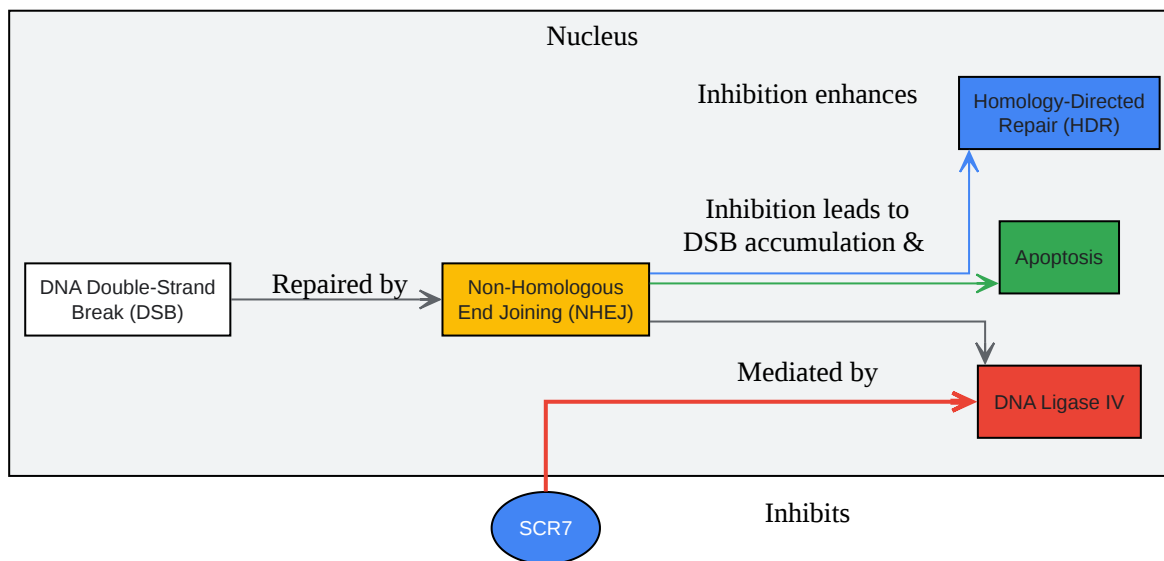 Nucleus
Inhibition enhances
Homology-Directed
Repair (HDR)
Inhibition leads to
DSB accumulation &
Apoptosis
DNA Double-Strand
Break (DSB)
Repaired by
Non-Homologous
End Joining (NHEJ)
Mediated by
DNA Ligase IV
SCR7
Inhibits